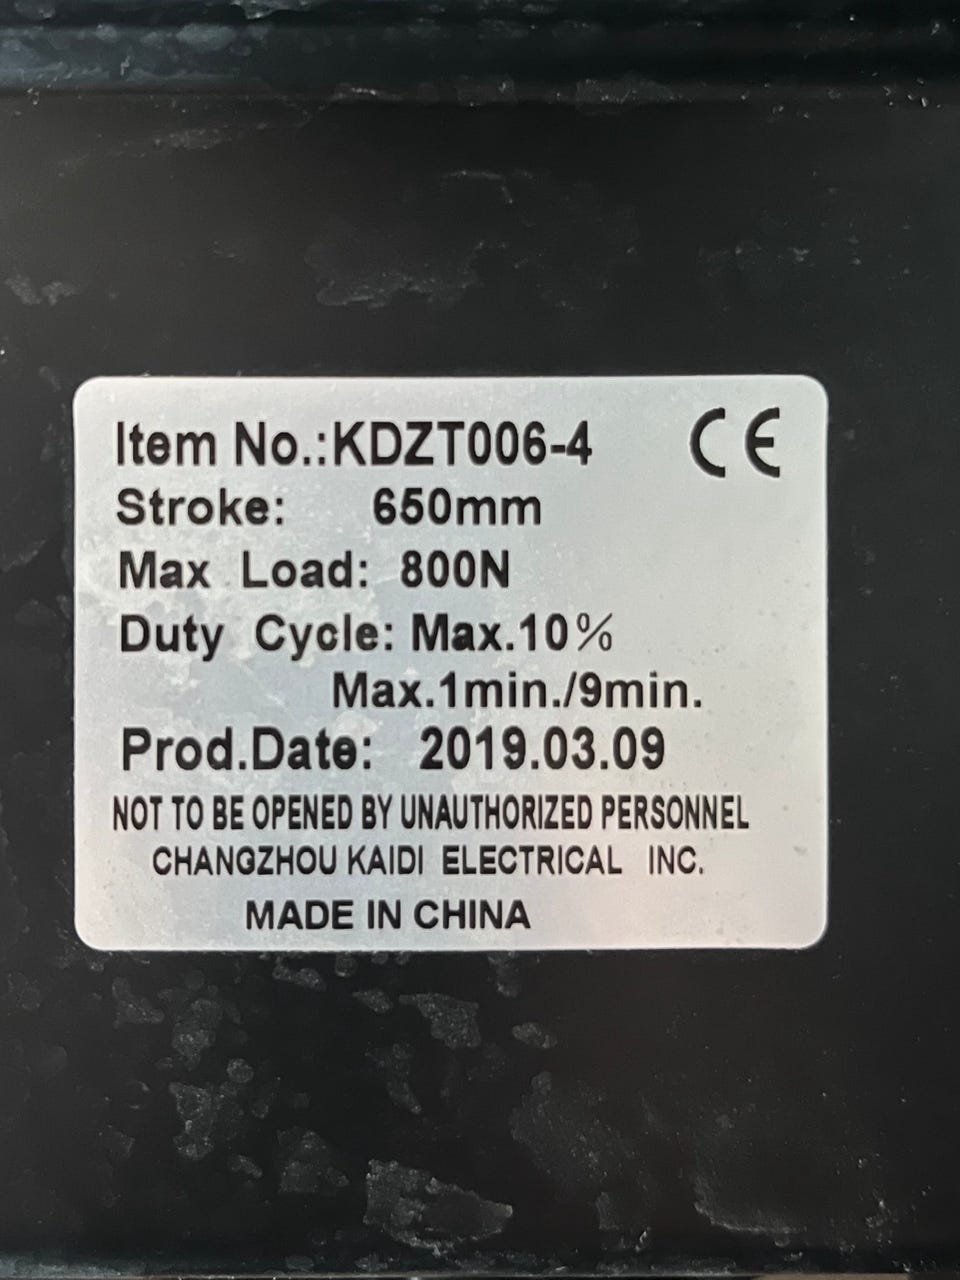 Item No.:KDZT006-4 CE
Stroke: 650mm
Max Load: 800N
Duty Cycle: Max.10%
Max.1min./9min.
Prod.Date: 2019.03.09
NOT TO BE OPENED BY UNAUTHORIZED PERSONNEL
CHANGZHOU KAIDI ELECTRICAL INC.
MADE IN CHINA